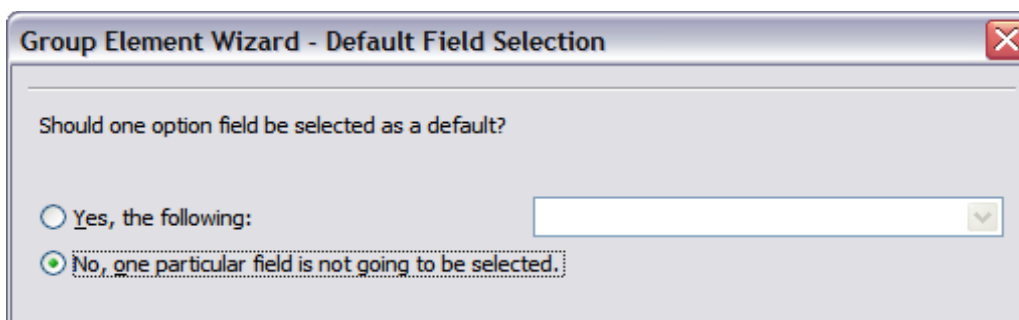 Group Element Wizard - Default Field Selection
Should one option field be selected as a default?
Yes, the following:
No, one particular field is not going to be selected.